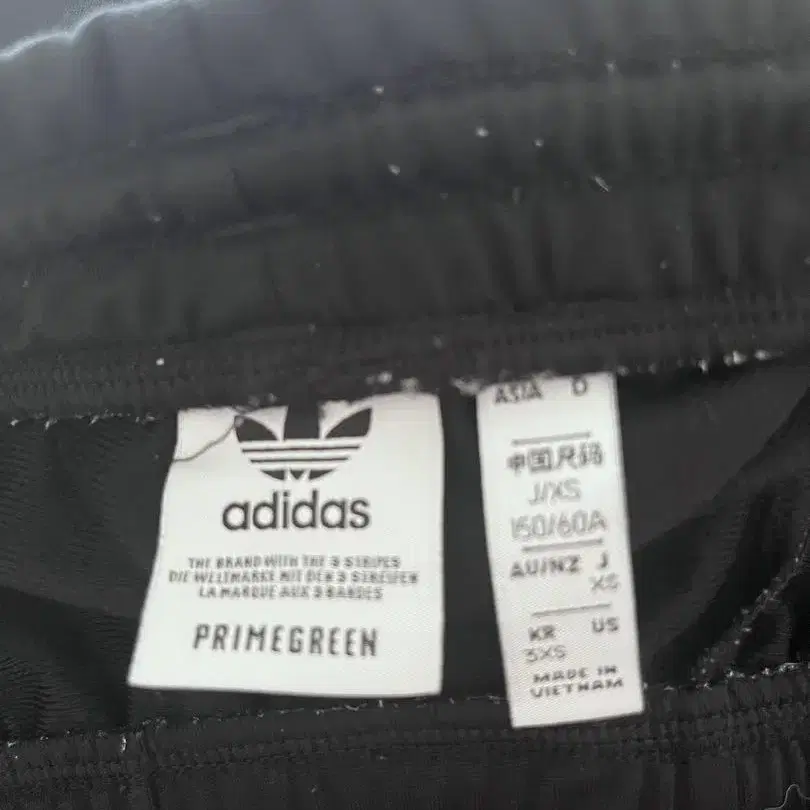 adidas
THE BRAND WITH THE 3 STRIPES
DIE WELTMARKE MIT DEN 3 STREIFEN
LA MARQUE AUX 3 BANDES
PRIMEGREEN
ASIA D
中国尺码
J/XS
150/60A
AU/NZ J
XS
KR US
3XS
MADE IN
VIETNAM